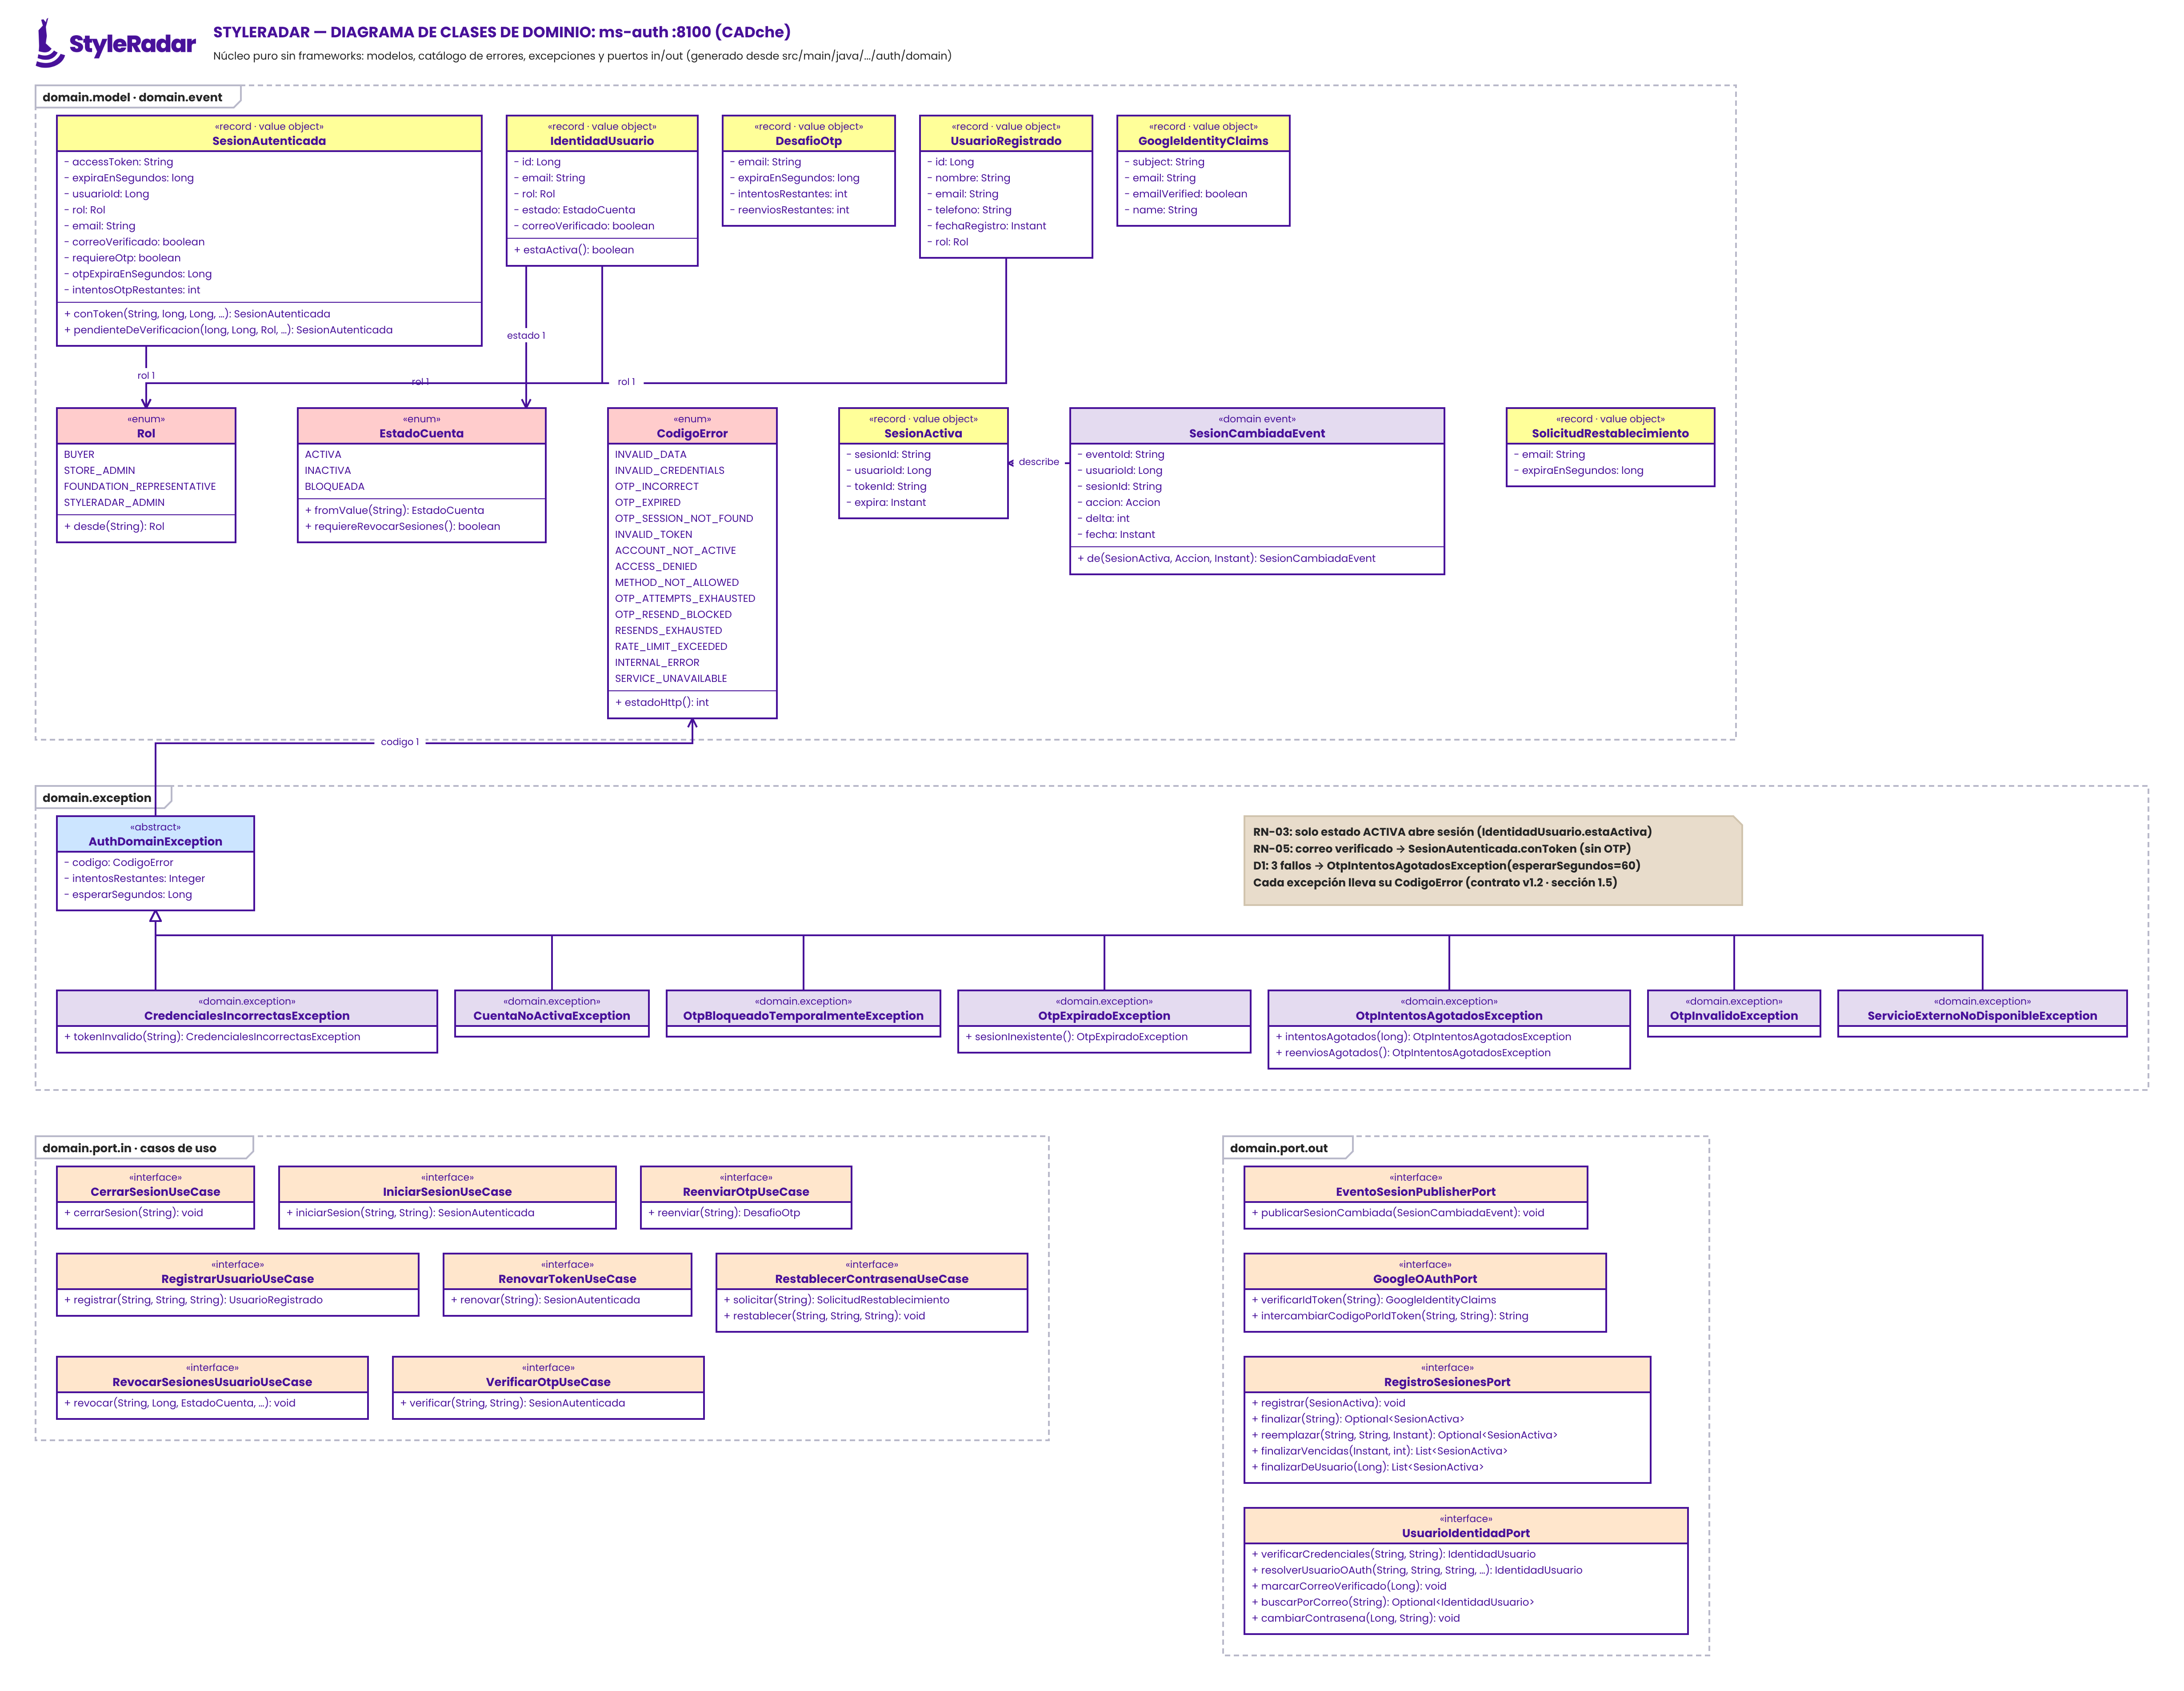 StyleRadar
STYLERADAR — DIAGRAMA DE CLASES DE DOMINIO: ms-auth :8100 (CADche)
Núcleo puro sin frameworks: modelos, catálogo de errores, excepciones y puertos in/out (generado desde src/main/java/.../auth/domain)
domain.model · domain.event
«record · value object»
SesionAutenticada
- accessToken: String
- expiraEnSegundos: long
- usuarioId: Long
- rol: Rol
- email: String
- correoVerificado: boolean
- requiereOtp: boolean
- otpExpiraEnSegundos: Long
- intentosOtpRestantes: int
+ conToken(String, long, Long, ...): SesionAutenticada
+ pendienteDeVerificacion(long, Long, Rol, ...): SesionAutenticada
«record · value object»
IdentidadUsuario
- id: Long
- email: String
- rol: Rol
- estado: EstadoCuenta
- correoVerificado: boolean
+ estaActiva(): boolean
«record · value object»
DesafioOtp
- email: String
- expiraEnSegundos: long
- intentosRestantes: int
- reenviosRestantes: int
«record · value object»
UsuarioRegistrado
- id: Long
- nombre: String
- email: String
- telefono: String
- fechaRegistro: Instant
- rol: Rol
«record · value object»
GoogleIdentityClaims
- subject: String
- email: String
- emailVerified: boolean
- name: String
estado 1
rol 1
rol 1
rol 1
«enum»
Rol
BUYER
STORE_ADMIN
FOUNDATION_REPRESENTATIVE
STYLERADAR_ADMIN
+ desde(String): Rol
«enum»
EstadoCuenta
ACTIVA
INACTIVA
BLOQUEADA
+ fromValue(String): EstadoCuenta
+ requiereRevocarSesiones(): boolean
«enum»
CodigoError
INVALID_DATA
INVALID_CREDENTIALS
OTP_INCORRECT
OTP_EXPIRED
OTP_SESSION_NOT_FOUND
INVALID_TOKEN
ACCOUNT_NOT_ACTIVE
ACCESS_DENIED
METHOD_NOT_ALLOWED
OTP_ATTEMPTS_EXHAUSTED
OTP_RESEND_BLOCKED
RESENDS_EXHAUSTED
RATE_LIMIT_EXCEEDED
INTERNAL_ERROR
SERVICE_UNAVAILABLE
+ estadoHttp(): int
«record · value object»
SesionActiva
- sesionId: String
- usuarioId: Long
- tokenId: String
- expira: Instant
describe
«domain event»
SesionCambiadaEvent
- eventoId: String
- usuarioId: Long
- sesionId: String
- accion: Accion
- delta: int
- fecha: Instant
+ de(SesionActiva, Accion, Instant): SesionCambiadaEvent
«record · value object»
SolicitudRestablecimiento
- email: String
- expiraEnSegundos: long
codigo 1
domain.exception
«abstract»
AuthDomainException
- codigo: CodigoError
- intentosRestantes: Integer
- esperarSegundos: Long
RN-03: solo estado ACTIVA abre sesión (IdentidadUsuario.estaActiva)
RN-05: correo verificado → SesionAutenticada.conToken (sin OTP)
D1: 3 fallos → OtpIntentosAgotadosException(esperarSegundos=60)
Cada excepción lleva su CodigoError (contrato v1.2 · sección 1.5)
«domain.exception»
CredencialesIncorrectasException
+ tokenInvalido(String): CredencialesIncorrectasException
«domain.exception»
CuentaNoActivaException
«domain.exception»
OtpBloqueadoTemporalmenteException
«domain.exception»
OtpExpiradoException
+ sesionInexistente(): OtpExpiradoException
«domain.exception»
OtpIntentosAgotadosException
+ intentosAgotados(long): OtpIntentosAgotadosException
+ reenviosAgotados(): OtpIntentosAgotadosException
«domain.exception»
OtpInvalidoException
«domain.exception»
ServicioExternoNoDisponibleException
domain.port.in · casos de uso
«interface»
CerrarSesionUseCase
+ cerrarSesion(String): void
«interface»
IniciarSesionUseCase
+ iniciarSesion(String, String): SesionAutenticada
«interface»
ReenviarOtpUseCase
+ reenviar(String): DesafioOtp
«interface»
RegistrarUsuarioUseCase
+ registrar(String, String, String): UsuarioRegistrado
«interface»
RenovarTokenUseCase
+ renovar(String): SesionAutenticada
«interface»
RestablecerContrasenaUseCase
+ solicitar(String): SolicitudRestablecimiento
+ restablecer(String, String, String): void
«interface»
RevocarSesionesUsuarioUseCase
+ revocar(String, Long, EstadoCuenta, ...): void
«interface»
VerificarOtpUseCase
+ verificar(String, String): SesionAutenticada
domain.port.out
«interface»
EventoSesionPublisherPort
+ publicarSesionCambiada(SesionCambiadaEvent): void
«interface»
GoogleOAuthPort
+ verificarIdToken(String): GoogleIdentityClaims
+ intercambiarCodigoPorIdToken(String, String): String
«interface»
RegistroSesionesPort
+ registrar(SesionActiva): void
+ finalizar(String): Optional<SesionActiva>
+ reemplazar(String, String, Instant): Optional<SesionActiva>
+ finalizarVencidas(Instant, int): List<SesionActiva>
+ finalizarDeUsuario(Long): List<SesionActiva>
«interface»
UsuarioIdentidadPort
+ verificarCredenciales(String, String): IdentidadUsuario
+ resolverUsuarioOAuth(String, String, String, ...): IdentidadUsuario
+ marcarCorreoVerificado(Long): void
+ buscarPorCorreo(String): Optional<IdentidadUsuario>
+ cambiarContrasena(Long, String): void